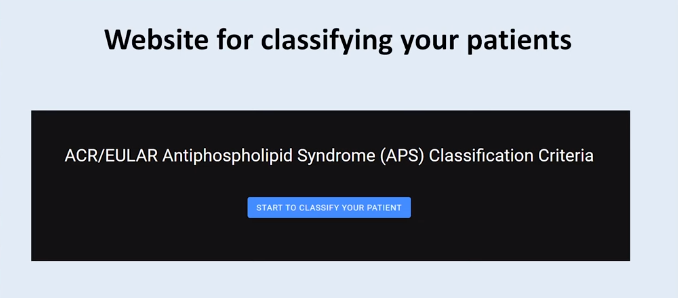 Website for classifying your patients
ACR/EULAR Antiphospholipid Syndrome (APS) Classification Criteria
START TO CLASSIFY YOUR PATIENT